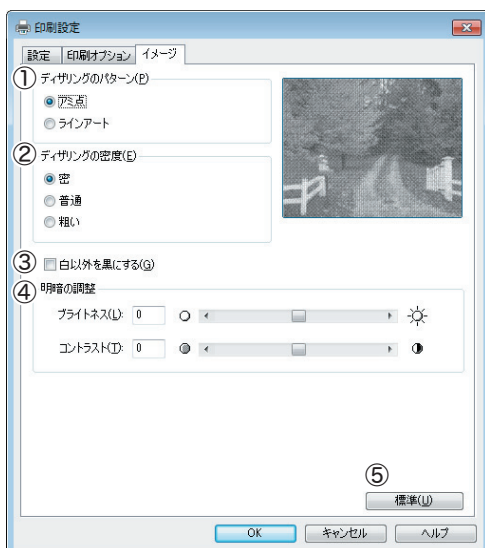 印刷設定
設定 印刷オプション イメージ
① ディザリングのパターン(P)
アミ点
ラインアート
② ディザリングの密度(E)
密
普通
粗い
③ 白以外を黒にする(G)
④ 明暗の調整
ブライトネス(L): 0
コントラスト(T): 0
⑤
標準(U)
OK キャンセル ヘルプ